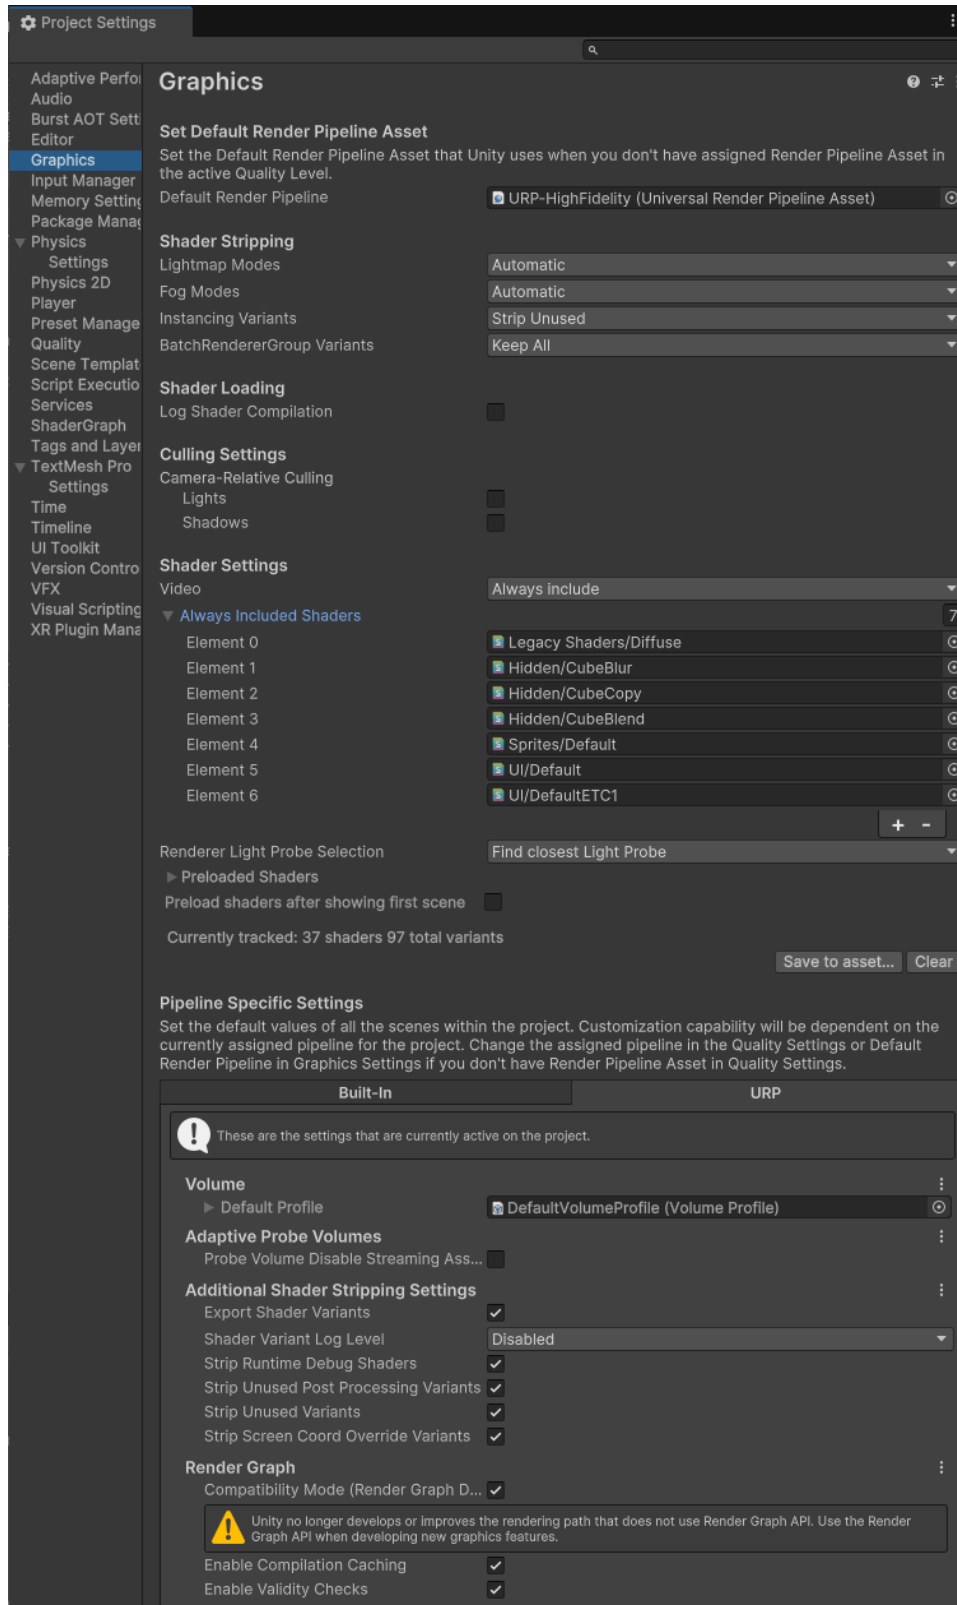 Project Settings
Adaptive Perfo
Audio
Burst AOT Sett
Editor
Graphics
Input Manager
Memory Setting
Package Manag
Physics
Settings
Physics 2D
Player
Preset Manage
Quality
Scene Templat
Script Executio
Services
ShaderGraph
Tags and Layer
TextMesh Pro
Settings
Time
Timeline
UI Toolkit
Version Contro
VFX
Visual Scripting
XR Plugin Mana
Graphics
Set Default Render Pipeline Asset
Set the Default Render Pipeline Asset that Unity uses when you don't have assigned Render Pipeline Asset in
the active Quality Level.
Default Render Pipeline URP-HighFidelity (Universal Render Pipeline Asset)
Shader Stripping
Lightmap Modes Automatic
Fog Modes Automatic
Instancing Variants Strip Unused
BatchRendererGroup Variants Keep All
Shader Loading
Log Shader Compilation
Culling Settings
Camera-Relative Culling
Lights
Shadows
Shader Settings
Video Always include
Always Included Shaders 7
Element 0 Legacy Shaders/Diffuse
Element 1 Hidden/CubeBlur
Element 2 Hidden/CubeCopy
Element 3 Hidden/CubeBlend
Element 4 Sprites/Default
Element 5 UI/Default
Element 6 UI/DefaultETC1
+ -
Renderer Light Probe Selection Find closest Light Probe
Preloaded Shaders
Preload shaders after showing first scene
Currently tracked: 37 shaders 97 total variants
Save to asset... Clear
Pipeline Specific Settings
Set the default values of all the scenes within the project. Customization capability will be dependent on the
currently assigned pipeline for the project. Change the assigned pipeline in the Quality Settings or Default
Render Pipeline in Graphics Settings if you don't have Render Pipeline Asset in Quality Settings.
Built-In URP
These are the settings that are currently active on the project.
Volume
Default Profile DefaultVolumeProfile (Volume Profile)
Adaptive Probe Volumes
Probe Volume Disable Streaming Ass...
Additional Shader Stripping Settings
Export Shader Variants
Shader Variant Log Level Disabled
Strip Runtime Debug Shaders
Strip Unused Post Processing Variants
Strip Unused Variants
Strip Screen Coord Override Variants
Render Graph
Compatibility Mode (Render Graph D...
Unity no longer develops or improves the rendering path that does not use Render Graph API. Use the Render
Graph API when developing new graphics features.
Enable Compilation Caching
Enable Validity Checks